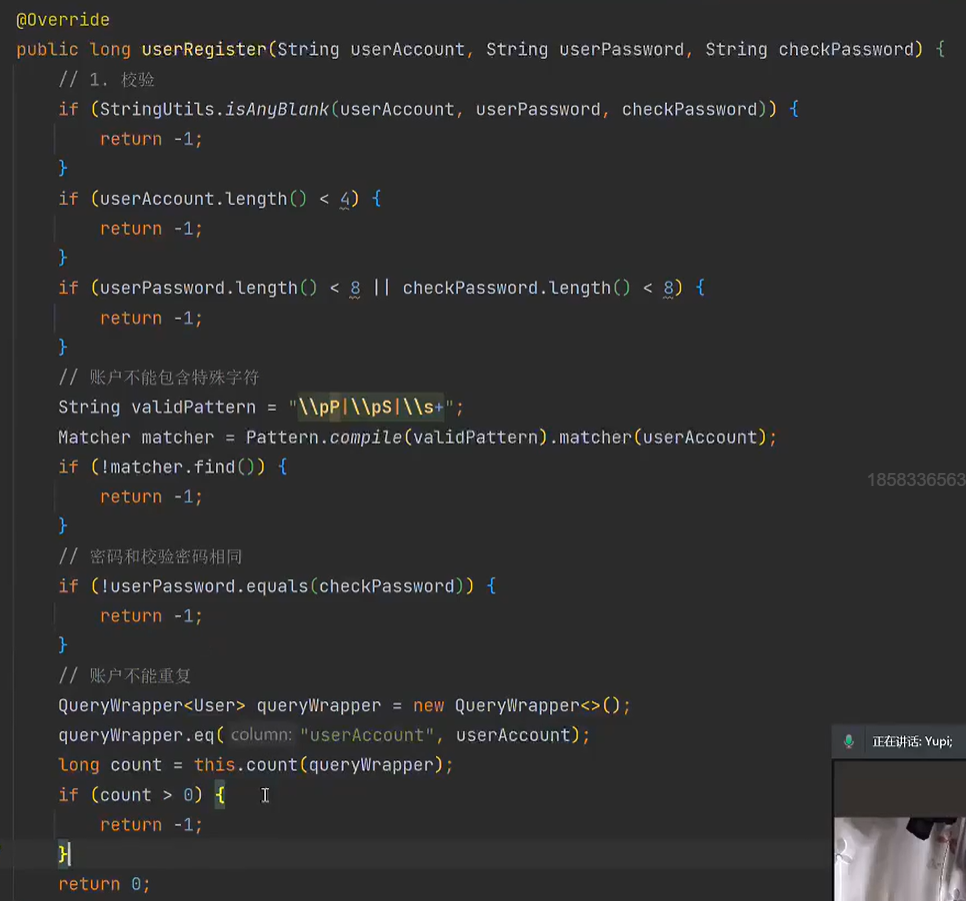 @Override
public long userRegister(String userAccount, String userPassword, String checkPassword) {
// 1. 校验
if (StringUtils.isAnyBlank(userAccount, userPassword, checkPassword)) {
return -1;
}
if (userAccount.length() < 4) {
return -1;
}
if (userPassword.length() < 8 || checkPassword.length() < 8) {
return -1;
}
// 账户不能包含特殊字符
String validPattern = "\\pP|\\pS|\\s+";
Matcher matcher = Pattern.compile(validPattern).matcher(userAccount);
if (!matcher.find()) {
1858336563
return -1;
}
// 密码和校验密码相同
if (!userPassword.equals(checkPassword)) {
return -1;
}
// 账户不能重复
QueryWrapper<User> queryWrapper = new QueryWrapper<>();
queryWrapper.eq( column: "userAccount", userAccount);
正在讲话: Yupi;
long count = this.count(queryWrapper);
if (count > 0) {
return -1;
}
return 0;